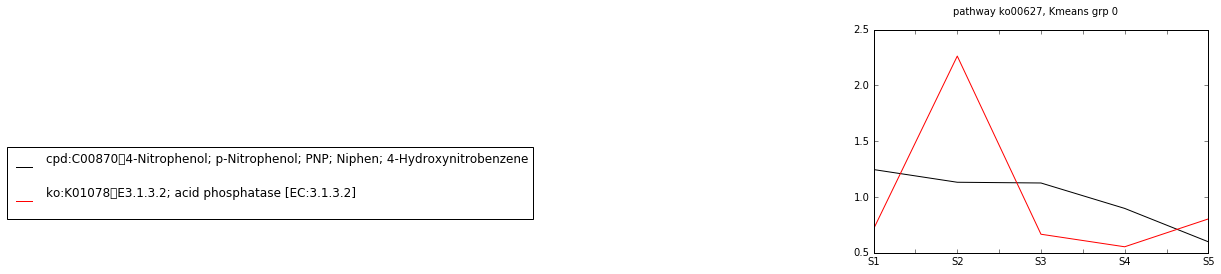 pathway ko00627, Kmeans grp 0
2.5
2.0
1.5
1.0
0.5
S1 S2 S3 S4 S5
cpd:C00870▯4-Nitrophenol; p-Nitrophenol; PNP; Niphen; 4-Hydroxynitrobenzene
ko:K01078▯E3.1.3.2; acid phosphatase [EC:3.1.3.2]